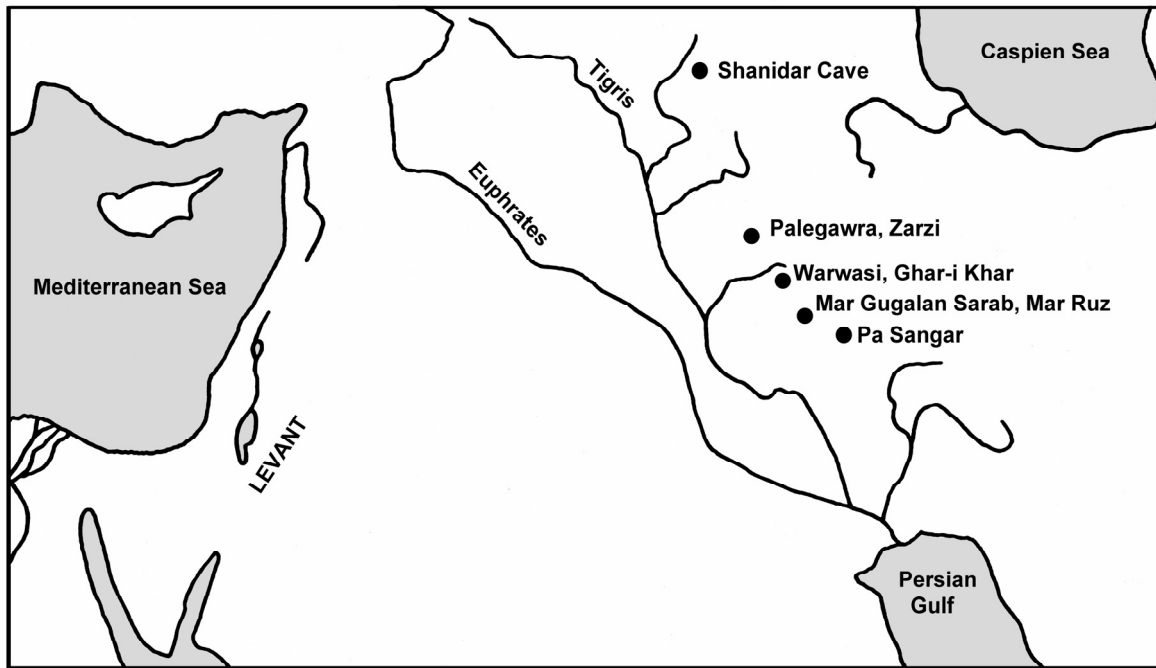 Caspien Sea
Shanidar Cave
Tigris
Euphrates
Palegawra, Zarzi
Warwasi, Ghar-i Khar
Mediterranean Sea
Mar Gugalan Sarab, Mar Ruz
Pa Sangar
LEVANT
Persian
Gulf